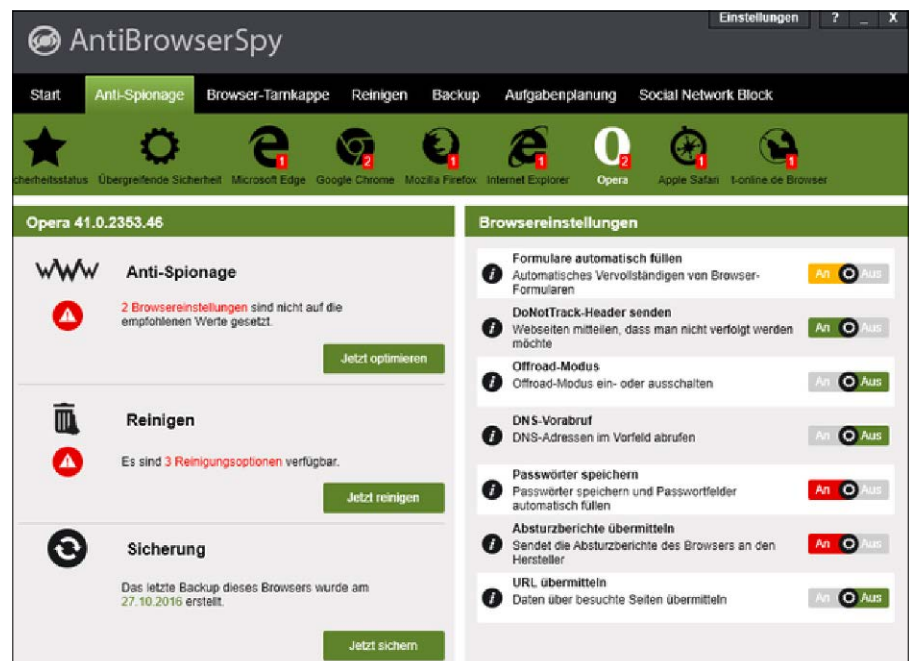 Einstellungen ? _ X
AntiBrowserSpy
Start Anti-Spionage Browser-Tarnkappe Reinigen Backup Aufgabenplanung Social Network Block
1 2 1 1 2 1 1
cherheitsstatus Übergreifende Sicherheit Microsoft Edge Google Chrome Mozilla Firefox Internet Explorer Opera Apple Safari t-online.de Browser
Opera 41.0.2353.46
WWW
Anti-Spionage
2 Browsereinstellungen sind nicht auf die
empfohlenen Werte gesetzt.
Jetzt optimieren
Reinigen
Es sind 3 Reinigungsoptionen verfügbar.
Jetzt reinigen
Sicherung
Das letzte Backup dieses Browsers wurde am
27.10.2016 erstellt.
Jetzt sichern
Browsereinstellungen
Formulare automatisch füllen
Automatisches Vervollständigen von Browser-
Formularen
An Aus
DoNotTrack-Header senden
Webseiten mitteilen, dass man nicht verfolgt werden
möchte
An Aus
Offroad-Modus
Offroad-Modus ein- oder ausschalten
An Aus
DNS-Vorabruf
DNS-Adressen im Vorfeld abrufen
An Aus
Passwörter speichern
Passwörter speichern und Passwortfelder
automatisch füllen
An Aus
Absturzberichte übermitteln
Sendet die Absturzberichte des Browsers an den
Hersteller
An Aus
URL übermitteln
Daten über besuchte Seiten übermitteln
An Aus